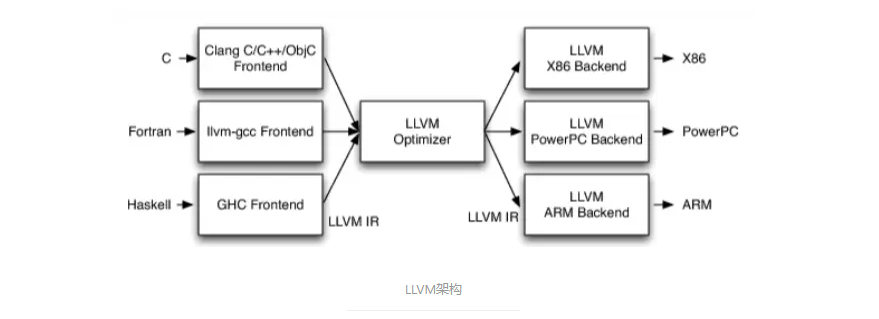 C
Clang C/C++/ObjC
Frontend
LLVM
X86 Backend
X86
Fortran
llvm-gcc Frontend
LLVM
Optimizer
LLVM
PowerPC Backend
PowerPC
Haskell
GHC Frontend
LLVM IR
LLVM IR
LLVM
ARM Backend
ARM
LLVM架构